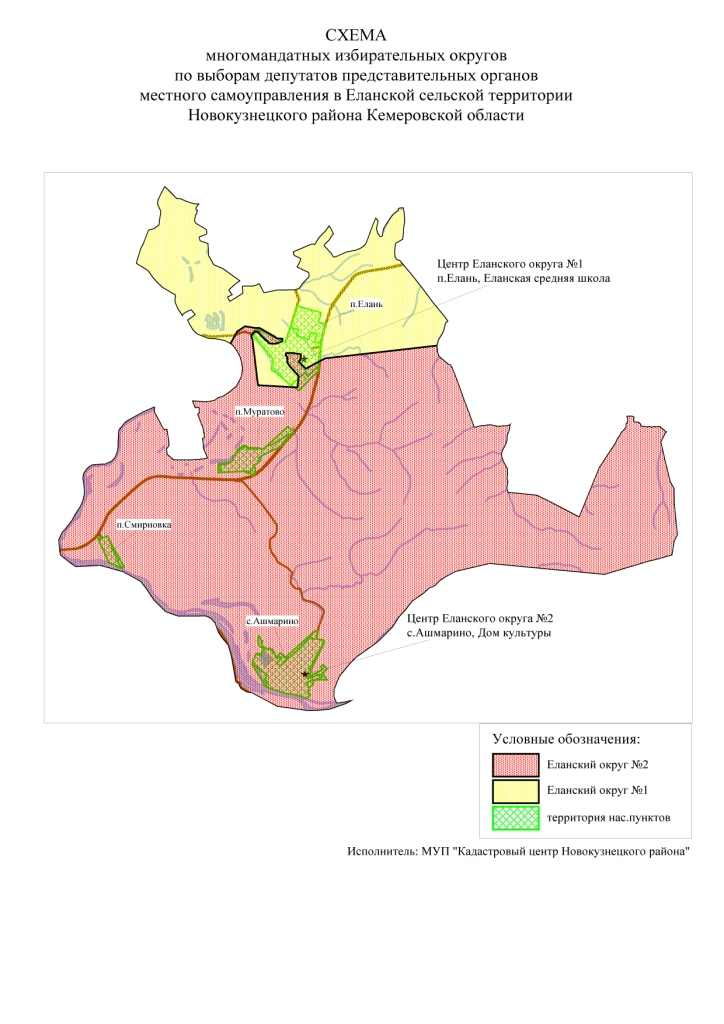 СХЕМА
многомандатных избирательных округов
по выборам депутатов представительных органов
местного самоуправления в Еланской сельской территории
Новокузнецкого района Кемеровской области
Центр Еланского округа №1
п.Елань, Еланская средняя школа
п.Елань
п.Муратово
п.Смирновка
с.Ашмарино
Центр Еланского округа №2
с.Ашмарино, Дом культуры
Условные обозначения:
Еланский округ №2
Еланский округ №1
территория нас.пунктов
Исполнитель: МУП "Кадастровый центр Новокузнецкого района"